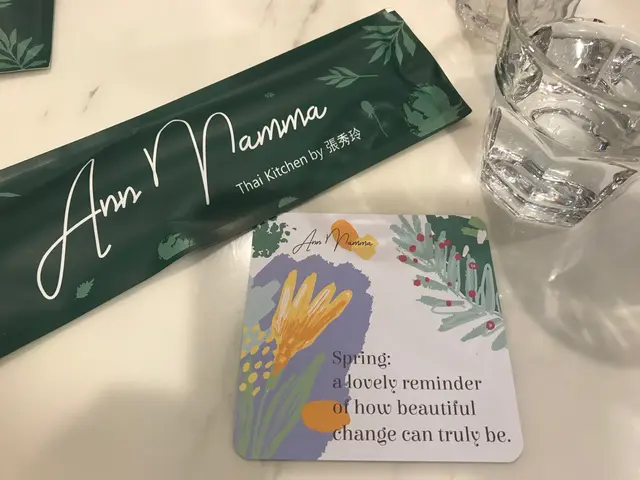 Ann Mamma
Thai Kitchen by 張秀玲
Ann Mamma
Spring:
a lovely reminder
of how beautiful
change can truly be.